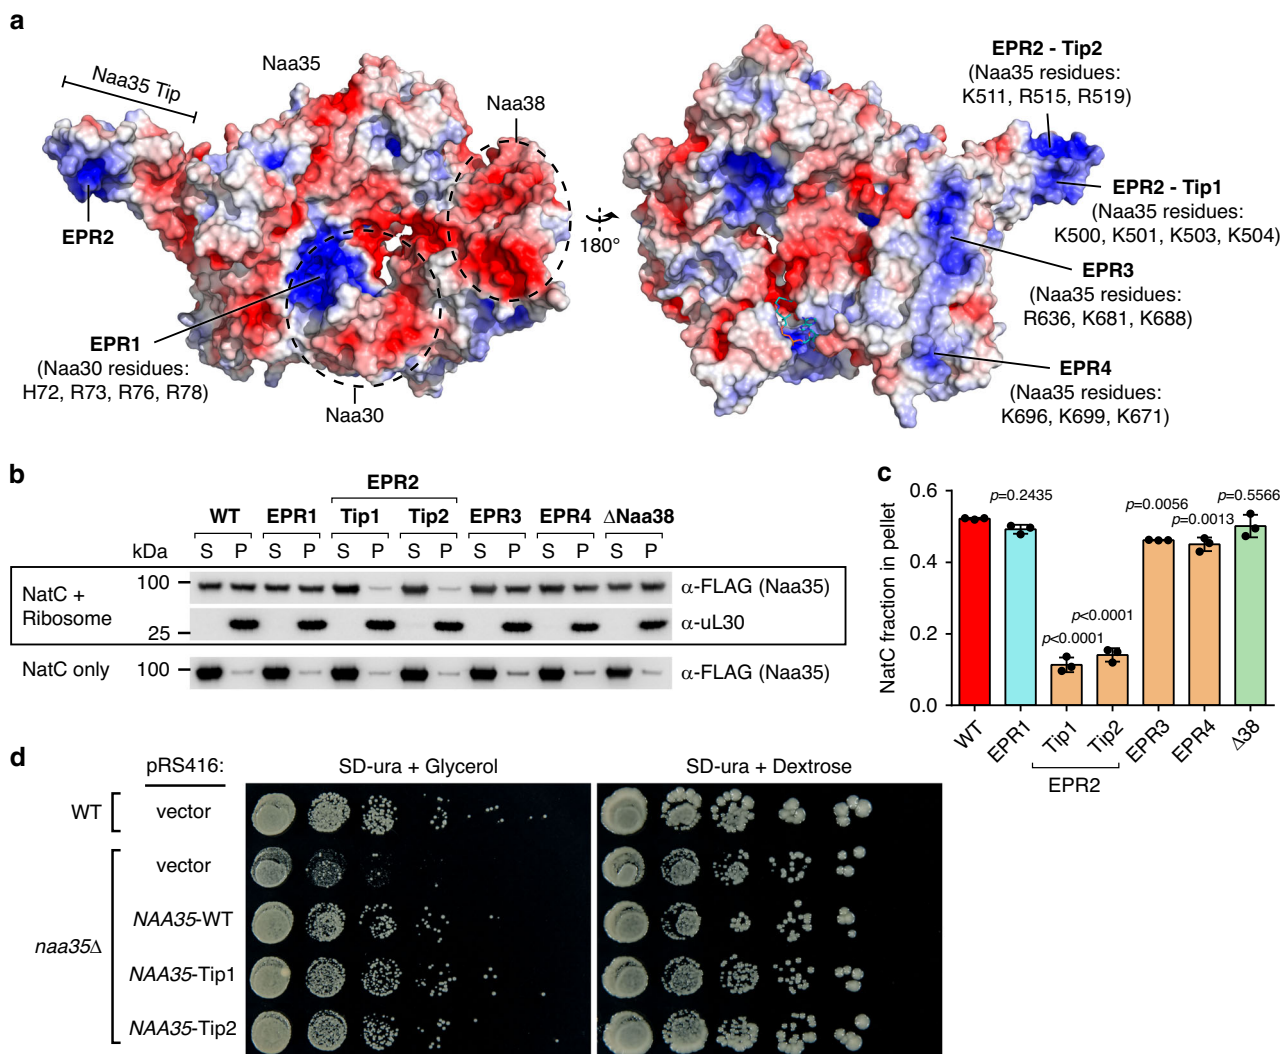 a
Naa35 Tip
Naa35
Naa38
EPR2
EPR1
(Naa30 residues:
H72, R73, R76, R78)
Naa30
180°
EPR2 - Tip2
(Naa35 residues:
K511, R515, R519)
EPR2 - Tip1
(Naa35 residues:
K500, K501, K503, K504)
EPR3
(Naa35 residues:
R636, K681, K688)
EPR4
(Naa35 residues:
K696, K699, K671)
b
EPR2
WT EPR1 Tip1 Tip2 EPR3 EPR4 ΔNaa38
kDa S P S P S P S P S P S P S P
NatC +
Ribosome
100
α-FLAG (Naa35)
25
α-uL30
NatC only
100
α-FLAG (Naa35)
c
NatC fraction in pellet
0.6
0.4
0.2
0.0
p=0.2435
p<0.0001
p<0.0001
p=0.0056
p=0.0013
p=0.5566
WT EPR1 Tip1 Tip2 EPR3 EPR4 Δ38
EPR2
d
pRS416:
SD-ura + Glycerol
SD-ura + Dextrose
WT
vector
naa35Δ
vector
NAA35-WT
NAA35-Tip1
NAA35-Tip2